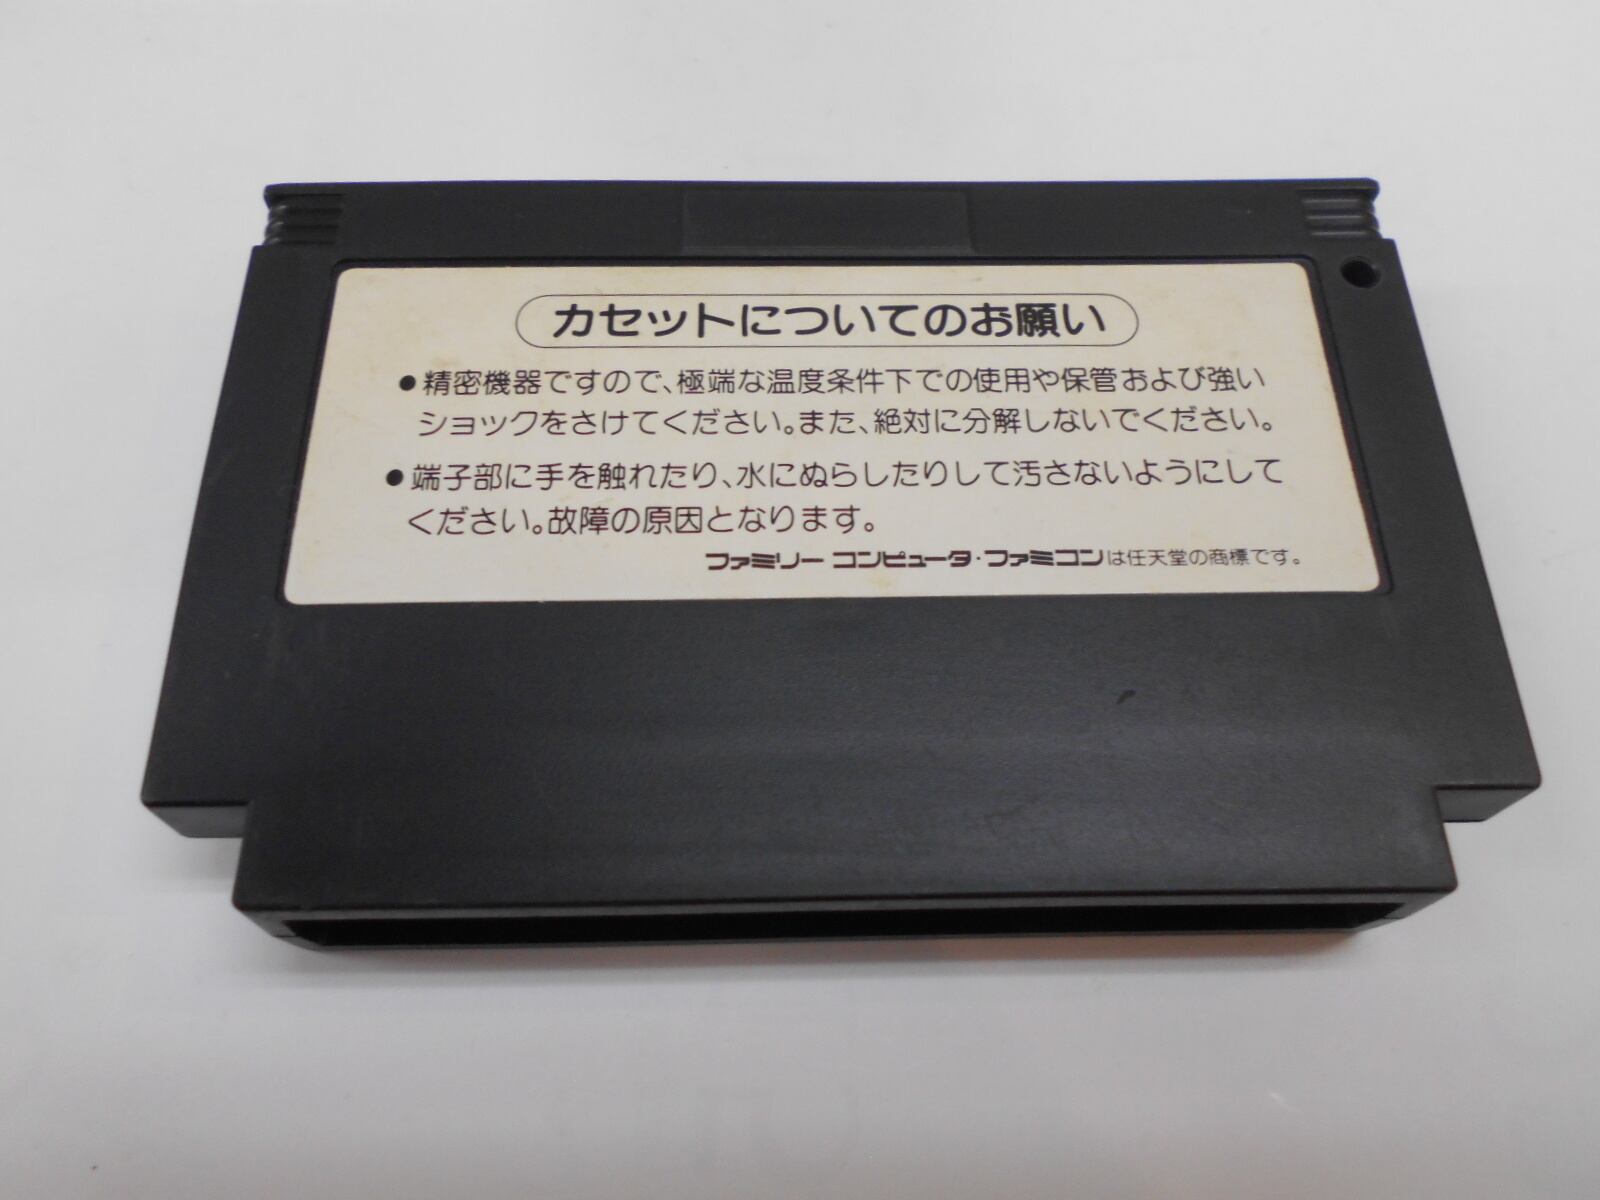 カセットについてのお願い
●精密機器ですので、極端な温度条件下での使用や保管および強い
ショックをさけてください。また、絶対に分解しないでください。
●端子部に手を触れたり、水にぬらしたりして汚さないようにして
ください。故障の原因となります。
ファミリー コンピュータ・ファミコンは任天堂の商標です。